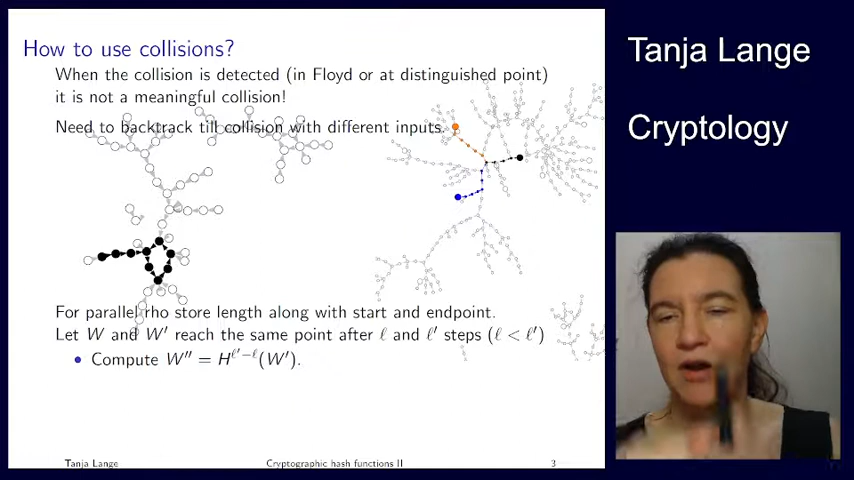 How to use collisions?
When the collision is detected (in Floyd or at distinguished point)
it is not a meaningful collision!
Need to backtrack till collision with different inputs.
For parallel rho store length along with start and endpoint.
Let W and W′ reach the same point after ℓ and ℓ′ steps (ℓ < ℓ′)
• Compute W″ = H^{ℓ′−ℓ}(W′).
Tanja Lange
Cryptographic hash functions II
3
Tanja Lange
Cryptology